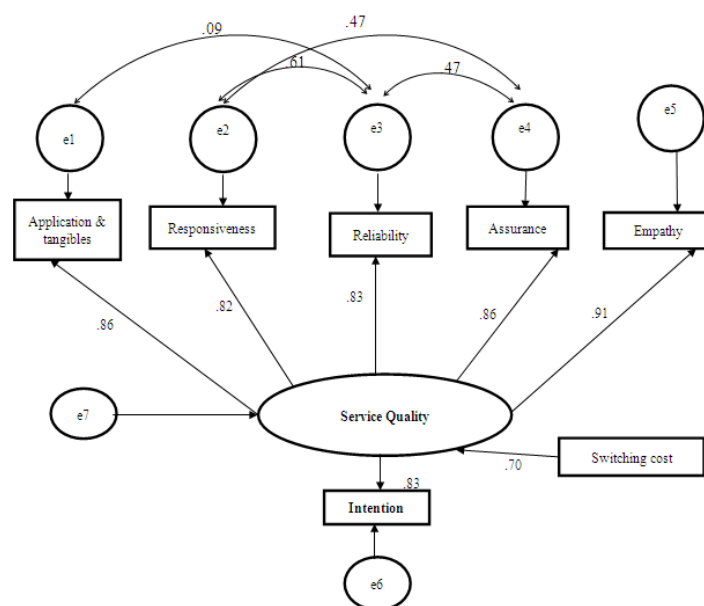 .09
.47
.61
.47
e1
e2
e3
e4
e5
Application &
tangibles
Responsiveness
Reliability
Assurance
Empathy
.86
.82
.83
.86
.91
e7
Service Quality
.70
Switching cost
.83
Intention
e6